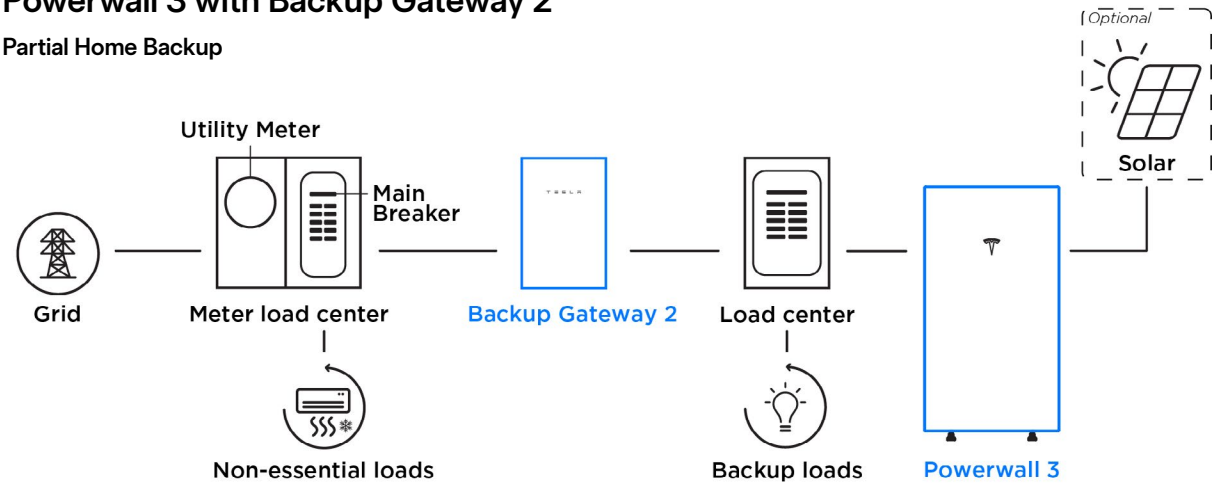 Powerwall 3 with Backup Gateway 2
Partial Home Backup
Optional
Solar
Utility Meter
Main
Breaker
TESLA
Grid
Meter load center
Backup Gateway 2
Load center
Non-essential loads
Backup loads
Powerwall 3